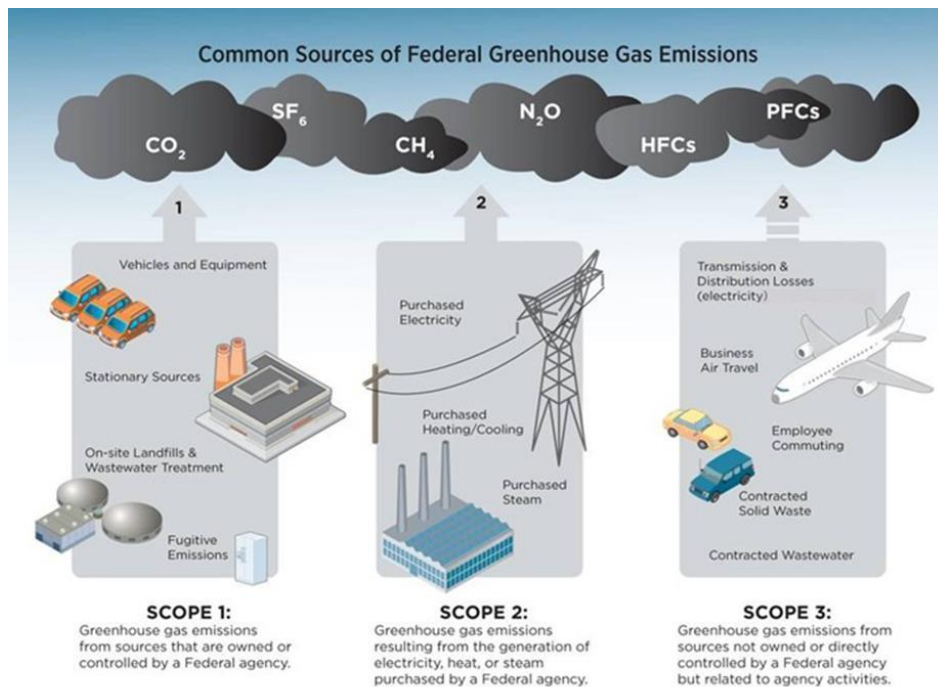 Common Sources of Federal Greenhouse Gas Emissions
CO₂
SF₆
CH₄
N₂O
HFCs
PFCs
1
Vehicles and Equipment
Stationary Sources
On-site Landfills &
Wastewater Treatment
Fugitive
Emissions
SCOPE 1:
Greenhouse gas emissions
from sources that are owned or
controlled by a Federal agency.
2
Purchased
Electricity
Purchased
Heating/Cooling
Purchased
Steam
SCOPE 2:
Greenhouse gas emissions
resulting from the generation of
electricity, heat, or steam
purchased by a Federal agency.
3
Transmission &
Distribution Losses
(electricity)
Business
Air Travel
Employee
Commuting
Contracted
Solid Waste
Contracted Wastewater
SCOPE 3:
Greenhouse gas emissions from
sources not owned or directly
controlled by a Federal agency
but related to agency activities.